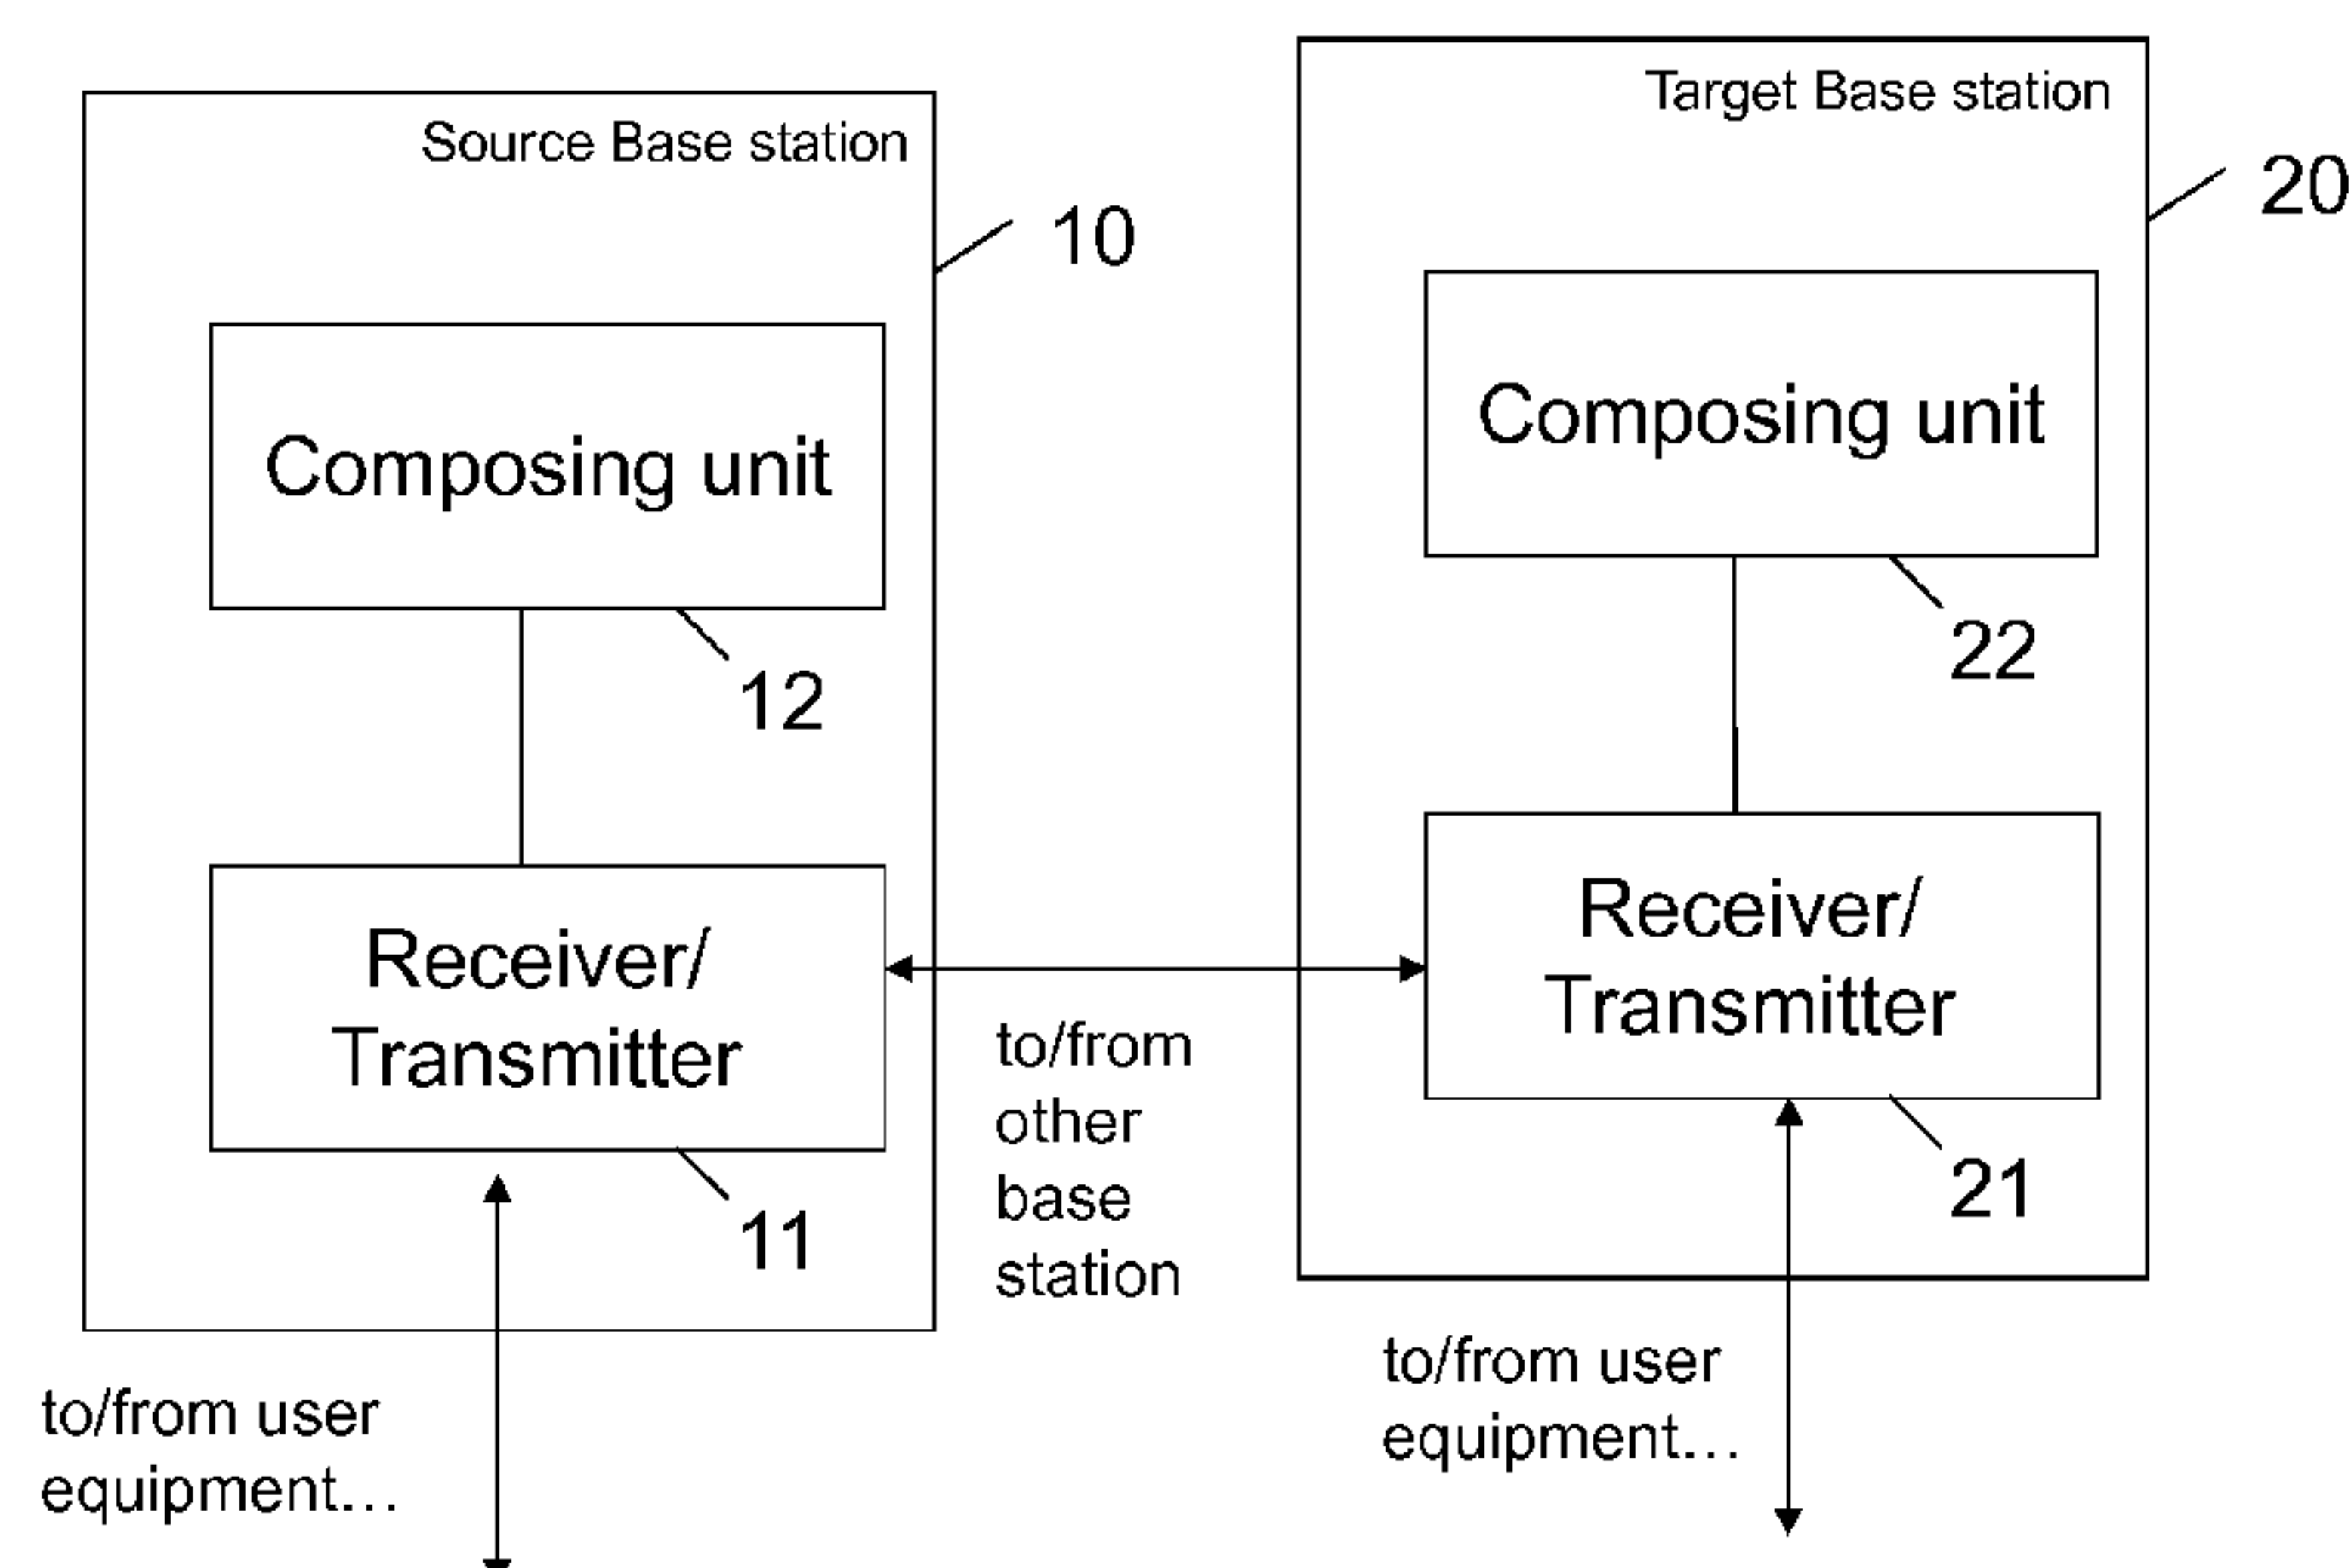 Source Base station
10
Composing unit
12
Receiver/
Transmitter
11
to/from user
equipment...
to/from
other
base
station
Target Base station
20
Composing unit
22
Receiver/
Transmitter
21
to/from user
equipment...